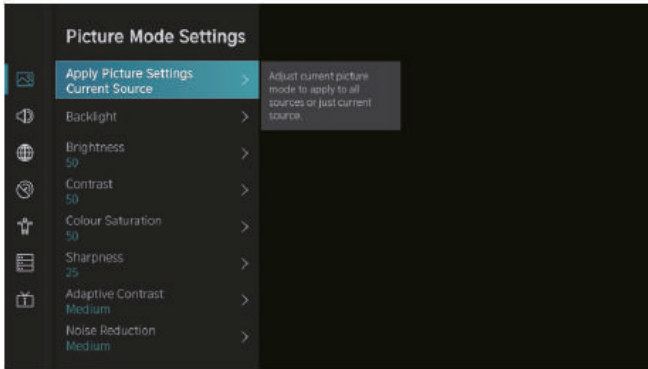 Picture Mode Settings
Apply Picture Settings
Current Source
Adjust current picture
mode to apply to all
sources or just current
source.
Backlight
Brightness
50
Contrast
50
Colour Saturation
50
Sharpness
25
Adaptive Contrast
Medium
Noise Reduction
Medium